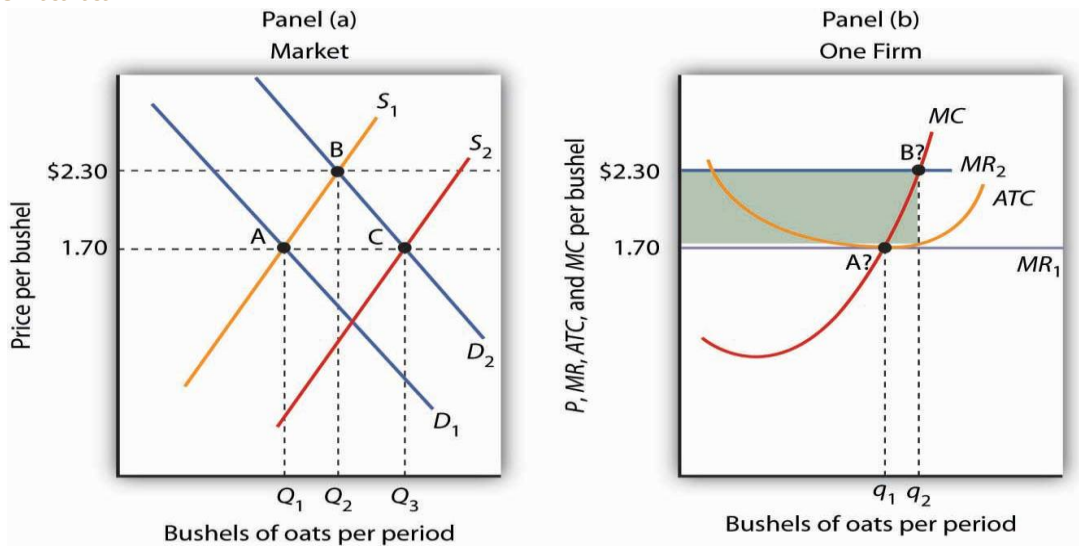 Panel (a)
Market
Price per bushel
$2.30
1.70
S1
S2
B
A
C
D2
D1
Q1 Q2 Q3
Bushels of oats per period
Panel (b)
One Firm
P, MR, ATC, and MC per bushel
$2.30
1.70
MC
B?
MR2
ATC
A?
MR1
q1 q2
Bushels of oats per period